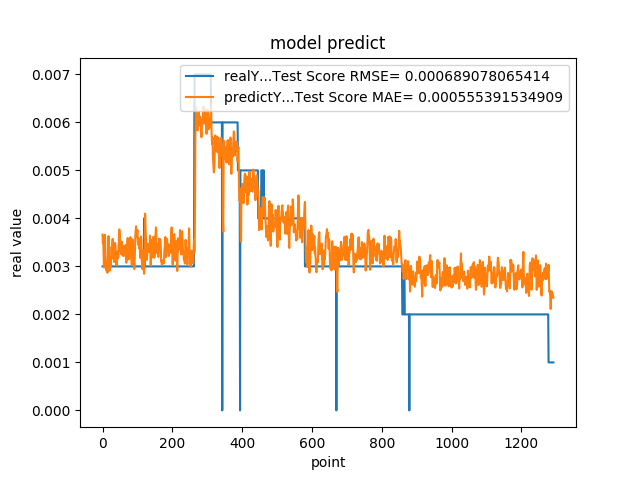 model predict
realY...Test Score RMSE= 0.000689078065414
predictY...Test Score MAE= 0.000555391534909
0.007
0.006
0.005
0.004
0.003
0.002
0.001
0.000
real value
0 200 400 600 800 1000 1200
point